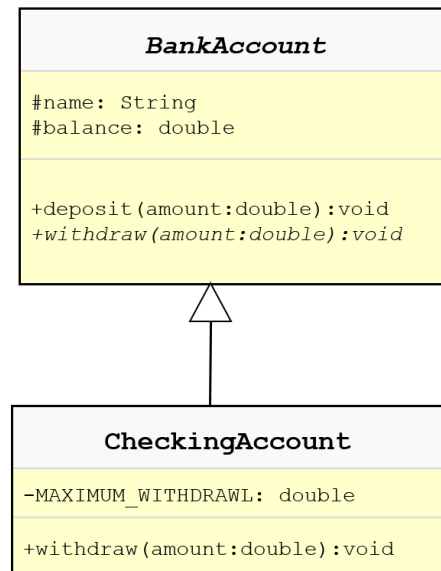 BankAccount
#name: String
#balance: double
+deposit(amount:double):void
+withdraw(amount:double):void
CheckingAccount
-MAXIMUM_WITHDRAWL: double
+withdraw(amount:double):void